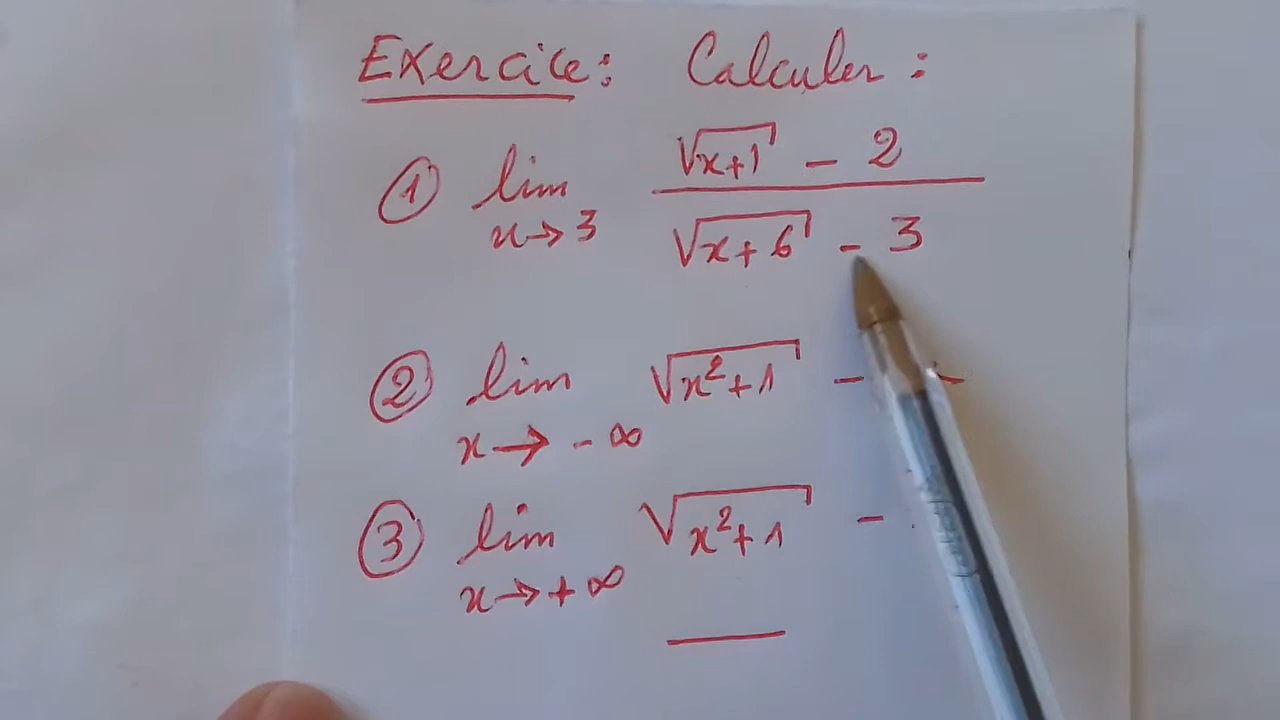 Exercice: Calculer:
① lim x→3 (√(x+1) - 2) / (√(x+6) - 3)
② lim x→-∞ √(x²+1) -
③ lim x→+∞ √(x²+1) -